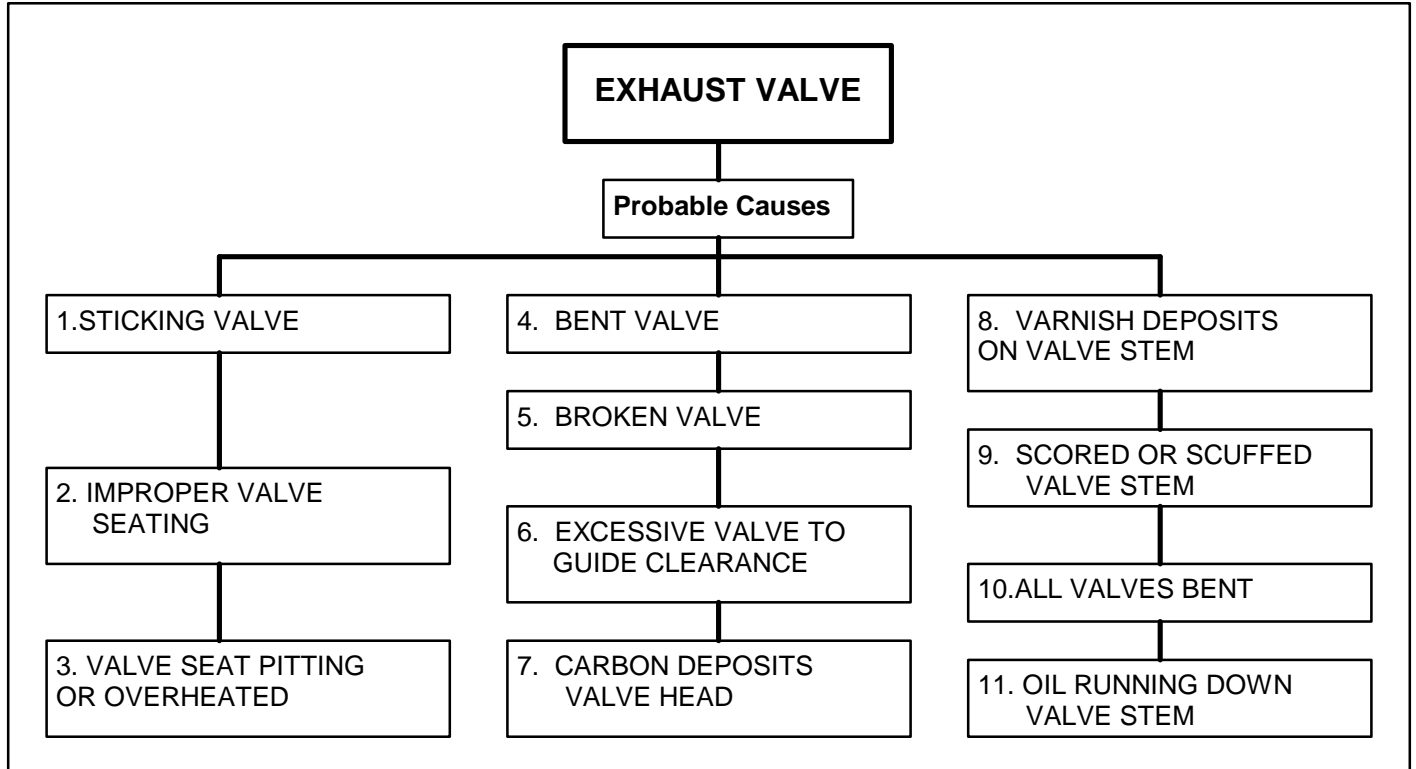 EXHAUST VALVE
Probable Causes
1.STICKING VALVE
2. IMPROPER VALVE
SEATING
3. VALVE SEAT PITTING
OR OVERHEATED
4. BENT VALVE
5. BROKEN VALVE
6. EXCESSIVE VALVE TO
GUIDE CLEARANCE
7. CARBON DEPOSITS
VALVE HEAD
8. VARNISH DEPOSITS
ON VALVE STEM
9. SCORED OR SCUFFED
VALVE STEM
10.ALL VALVES BENT
11. OIL RUNNING DOWN
VALVE STEM